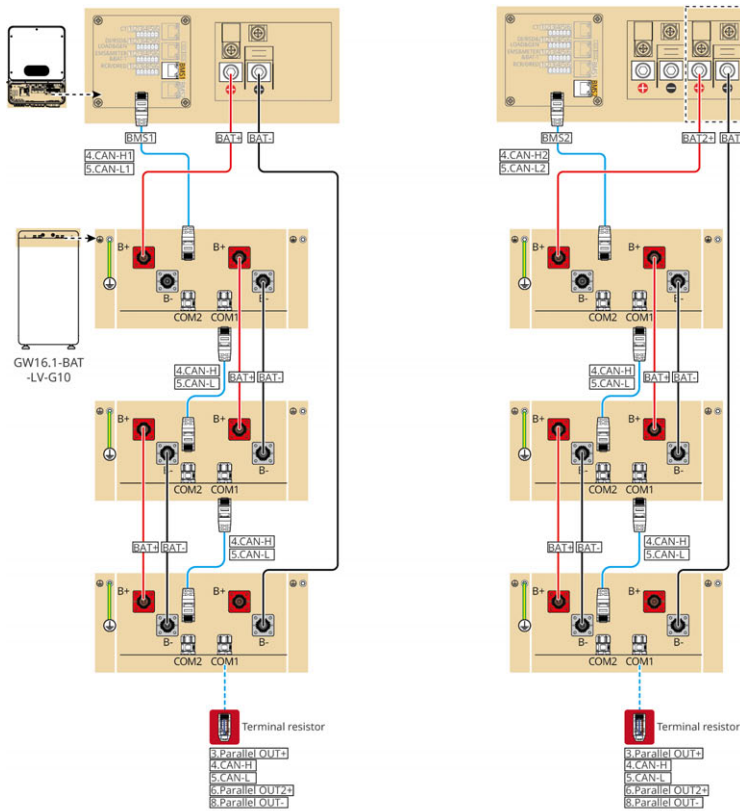 BMS1
BMS1
BAT+
BAT-
4.CAN-H1
5.CAN-L1
B+
B+
B-
B-
COM2
COM1
GW16.1-BAT
-LV-G10
4.CAN-H
5.CAN-L
BAT+
BAT-
B+
B+
B-
B-
COM2
COM1
BAT+
BAT-
4.CAN-H
5.CAN-L
B+
B+
B-
B-
COM2
COM1
Terminal resistor
3.Parallel OUT+
4.CAN-H
5.CAN-L
6.Parallel OUT2+
8.Parallel OUT-
BMS2
BAT2+
BAT
4.CAN-H2
5.CAN-L2
B+
B+
B-
B-
COM2
COM1
4.CAN-H
5.CAN-L
BAT+
BAT-
B+
B+
B-
B-
COM2
COM1
BAT+
BAT-
4.CAN-H
5.CAN-L
B+
B+
B-
B-
COM2
COM1
Terminal resistor
3.Parallel OUT+
4.CAN-H
5.CAN-L
6.Parallel OUT2+
8.Parallel OUT-